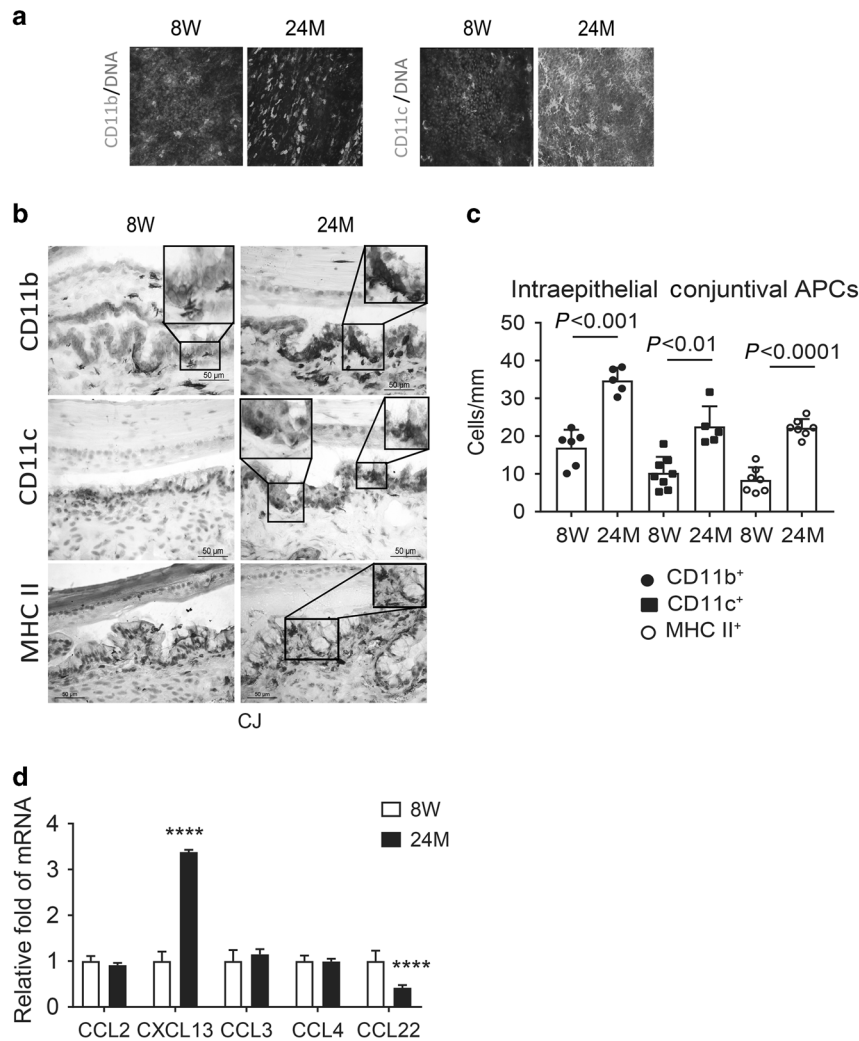 a
8W 24M 8W 24M
CD11b/DNA
CD11c/DNA
b
8W 24M
CD11b
50 µm
50 µm
CD11c
50 µm
50 µm
MHC II
50 µm
50 µm
CJ
c
Intraepithelial conjuntival APCs
P<0.001
P<0.01
P<0.0001
Cells/mm
50
40
30
20
10
0
8W 24M 8W 24M 8W 24M
CD11b+
CD11c+
MHC II+
d
Relative fold of mRNA
8W
24M
4
3
2
1
0
****
****
CCL2 CXCL13 CCL3 CCL4 CCL22